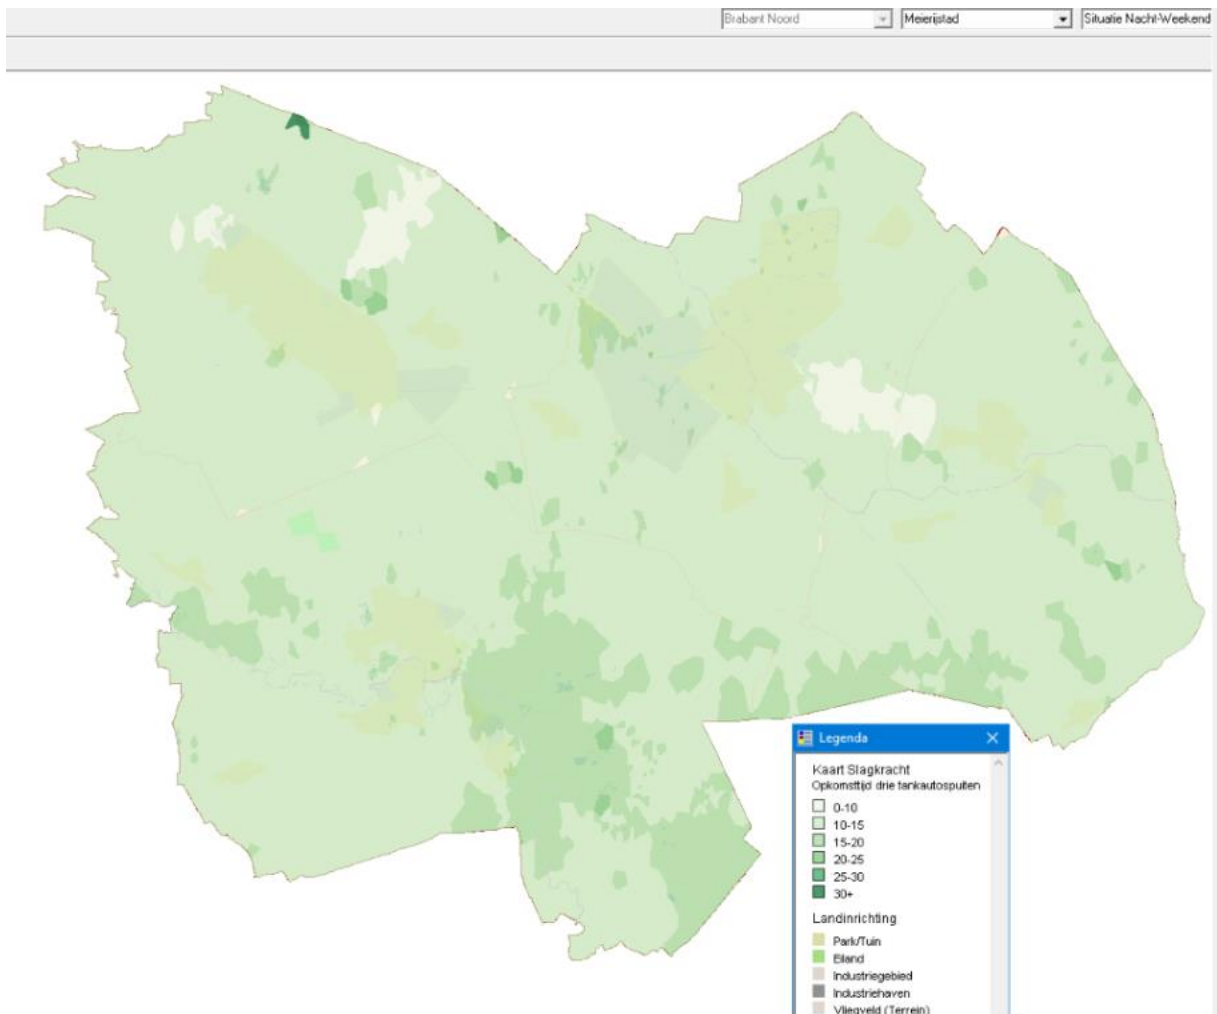 Brabant Noord
Meierijstad
Situatie Nacht-Weekend
Legenda
Kaart Slagkracht
Opkomsttijd drie tankautospuiten
0-10
10-15
15-20
20-25
25-30
30+
Landinrichting
Park/Tuin
Eiland
Industriegebied
Industriehaven
Vliegveld (Terrein)